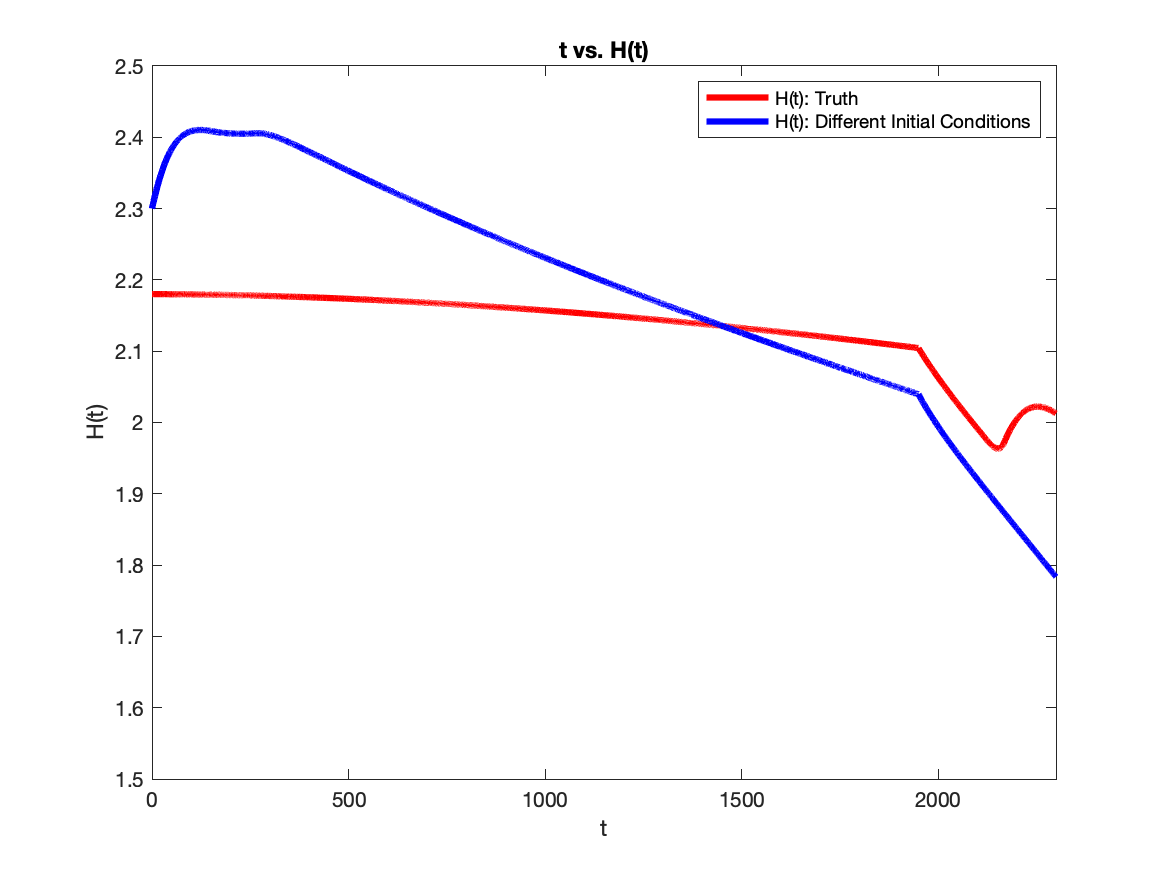 t vs. H(t)
2.5
2.4
2.3
2.2
2.1
2
1.9
1.8
1.7
1.6
1.5
H(t)
H(t): Truth
H(t): Different Initial Conditions
0 500 1000 1500 2000
t